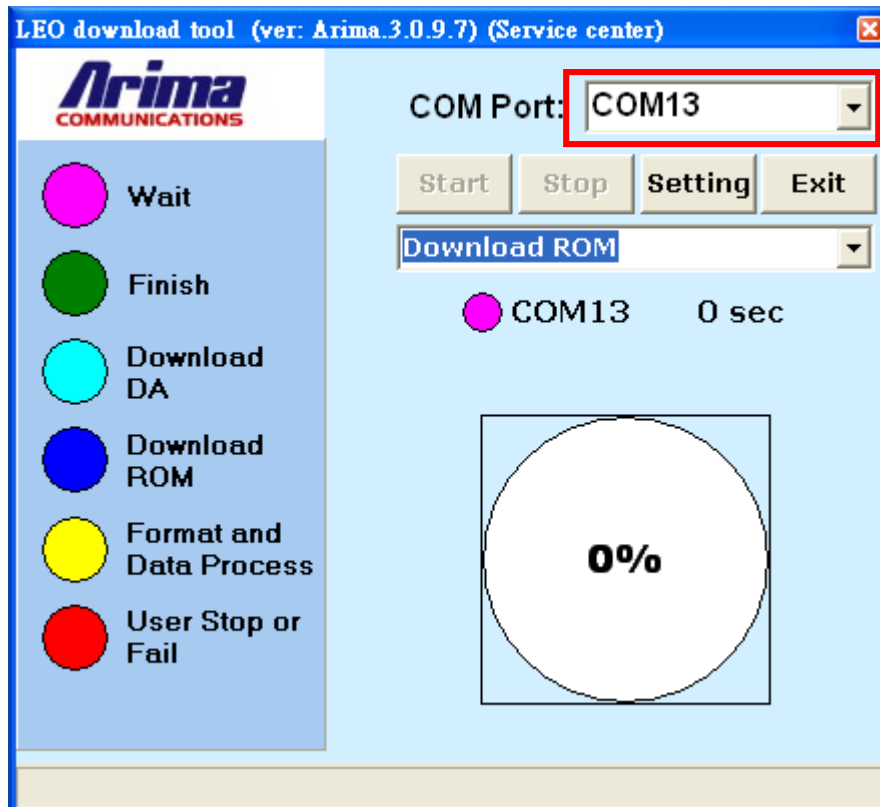 LEO download tool (ver: Arima.3.0.9.7) (Service center)
Arima
COMMUNICATIONS
COM Port: COM13
Start Stop Setting Exit
Download ROM
COM13 0 sec
0%
Wait
Finish
Download
DA
Download
ROM
Format and
Data Process
User Stop or
Fail